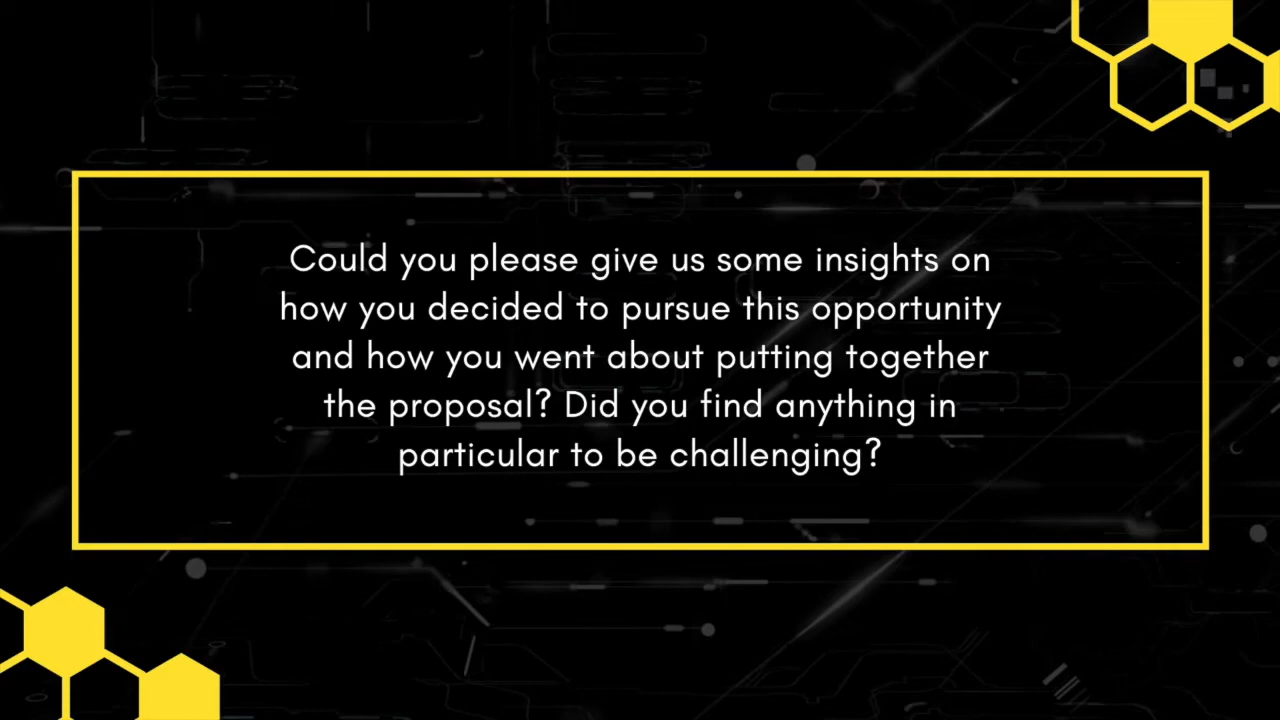 Could you please give us some insights on
how you decided to pursue this opportunity
and how you went about putting together
the proposal? Did you find anything in
particular to be challenging?